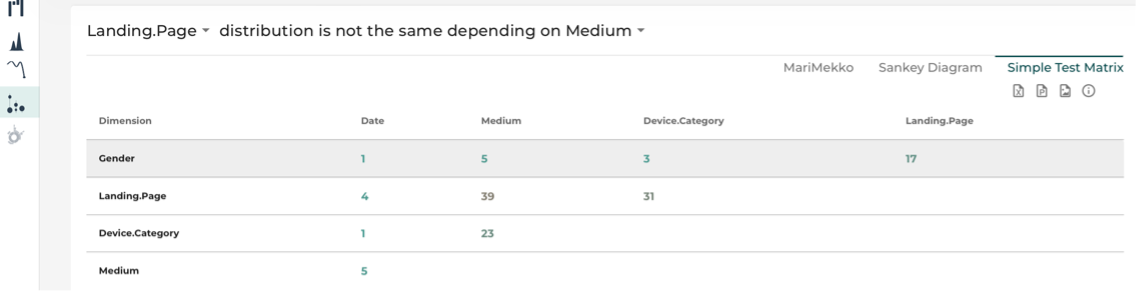 Landing.Page distribution is not the same depending on Medium
MariMekko Sankey Diagram Simple Test Matrix
Dimension Date Medium Device.Category Landing.Page
Gender 1 5 3 17
Landing.Page 4 39 31
Device.Category 1 23
Medium 5